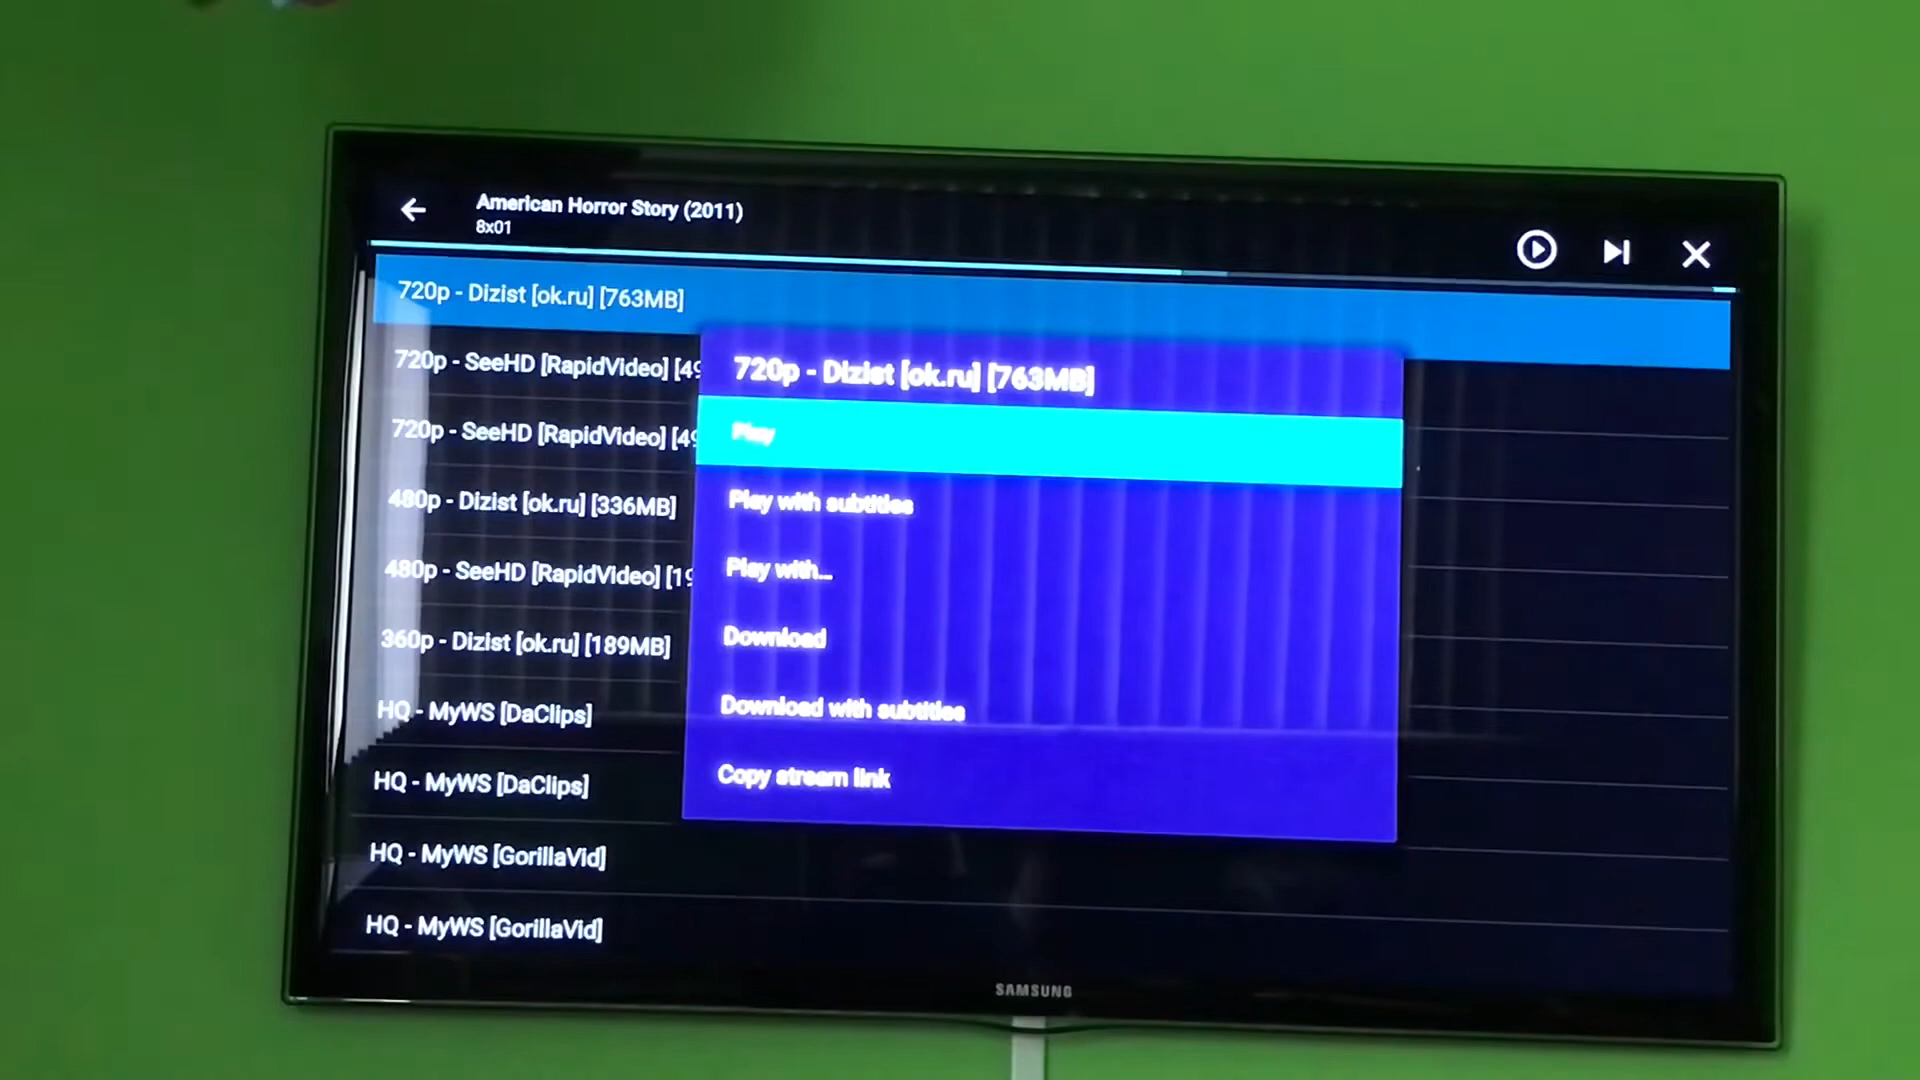 American Horror Story (2011)
8x01
720p - Dizist [ok.ru] [763MB]
720p - SeeHD [RapidVideo] [49
720p - SeeHD [RapidVideo] [49
480p - Dizist [ok.ru] [336MB]
480p - SeeHD [RapidVideo] [19
360p - Dizist [ok.ru] [189MB]
HQ - MyWS [DaClips]
HQ - MyWS [DaClips]
HQ - MyWS [GorillaVid]
HQ - MyWS [GorillaVid]
720p - Dizist [ok.ru] [763MB]
Play
Play with subtitles
Play with...
Download
Download with subtitles
Copy stream link
SAMSUNG